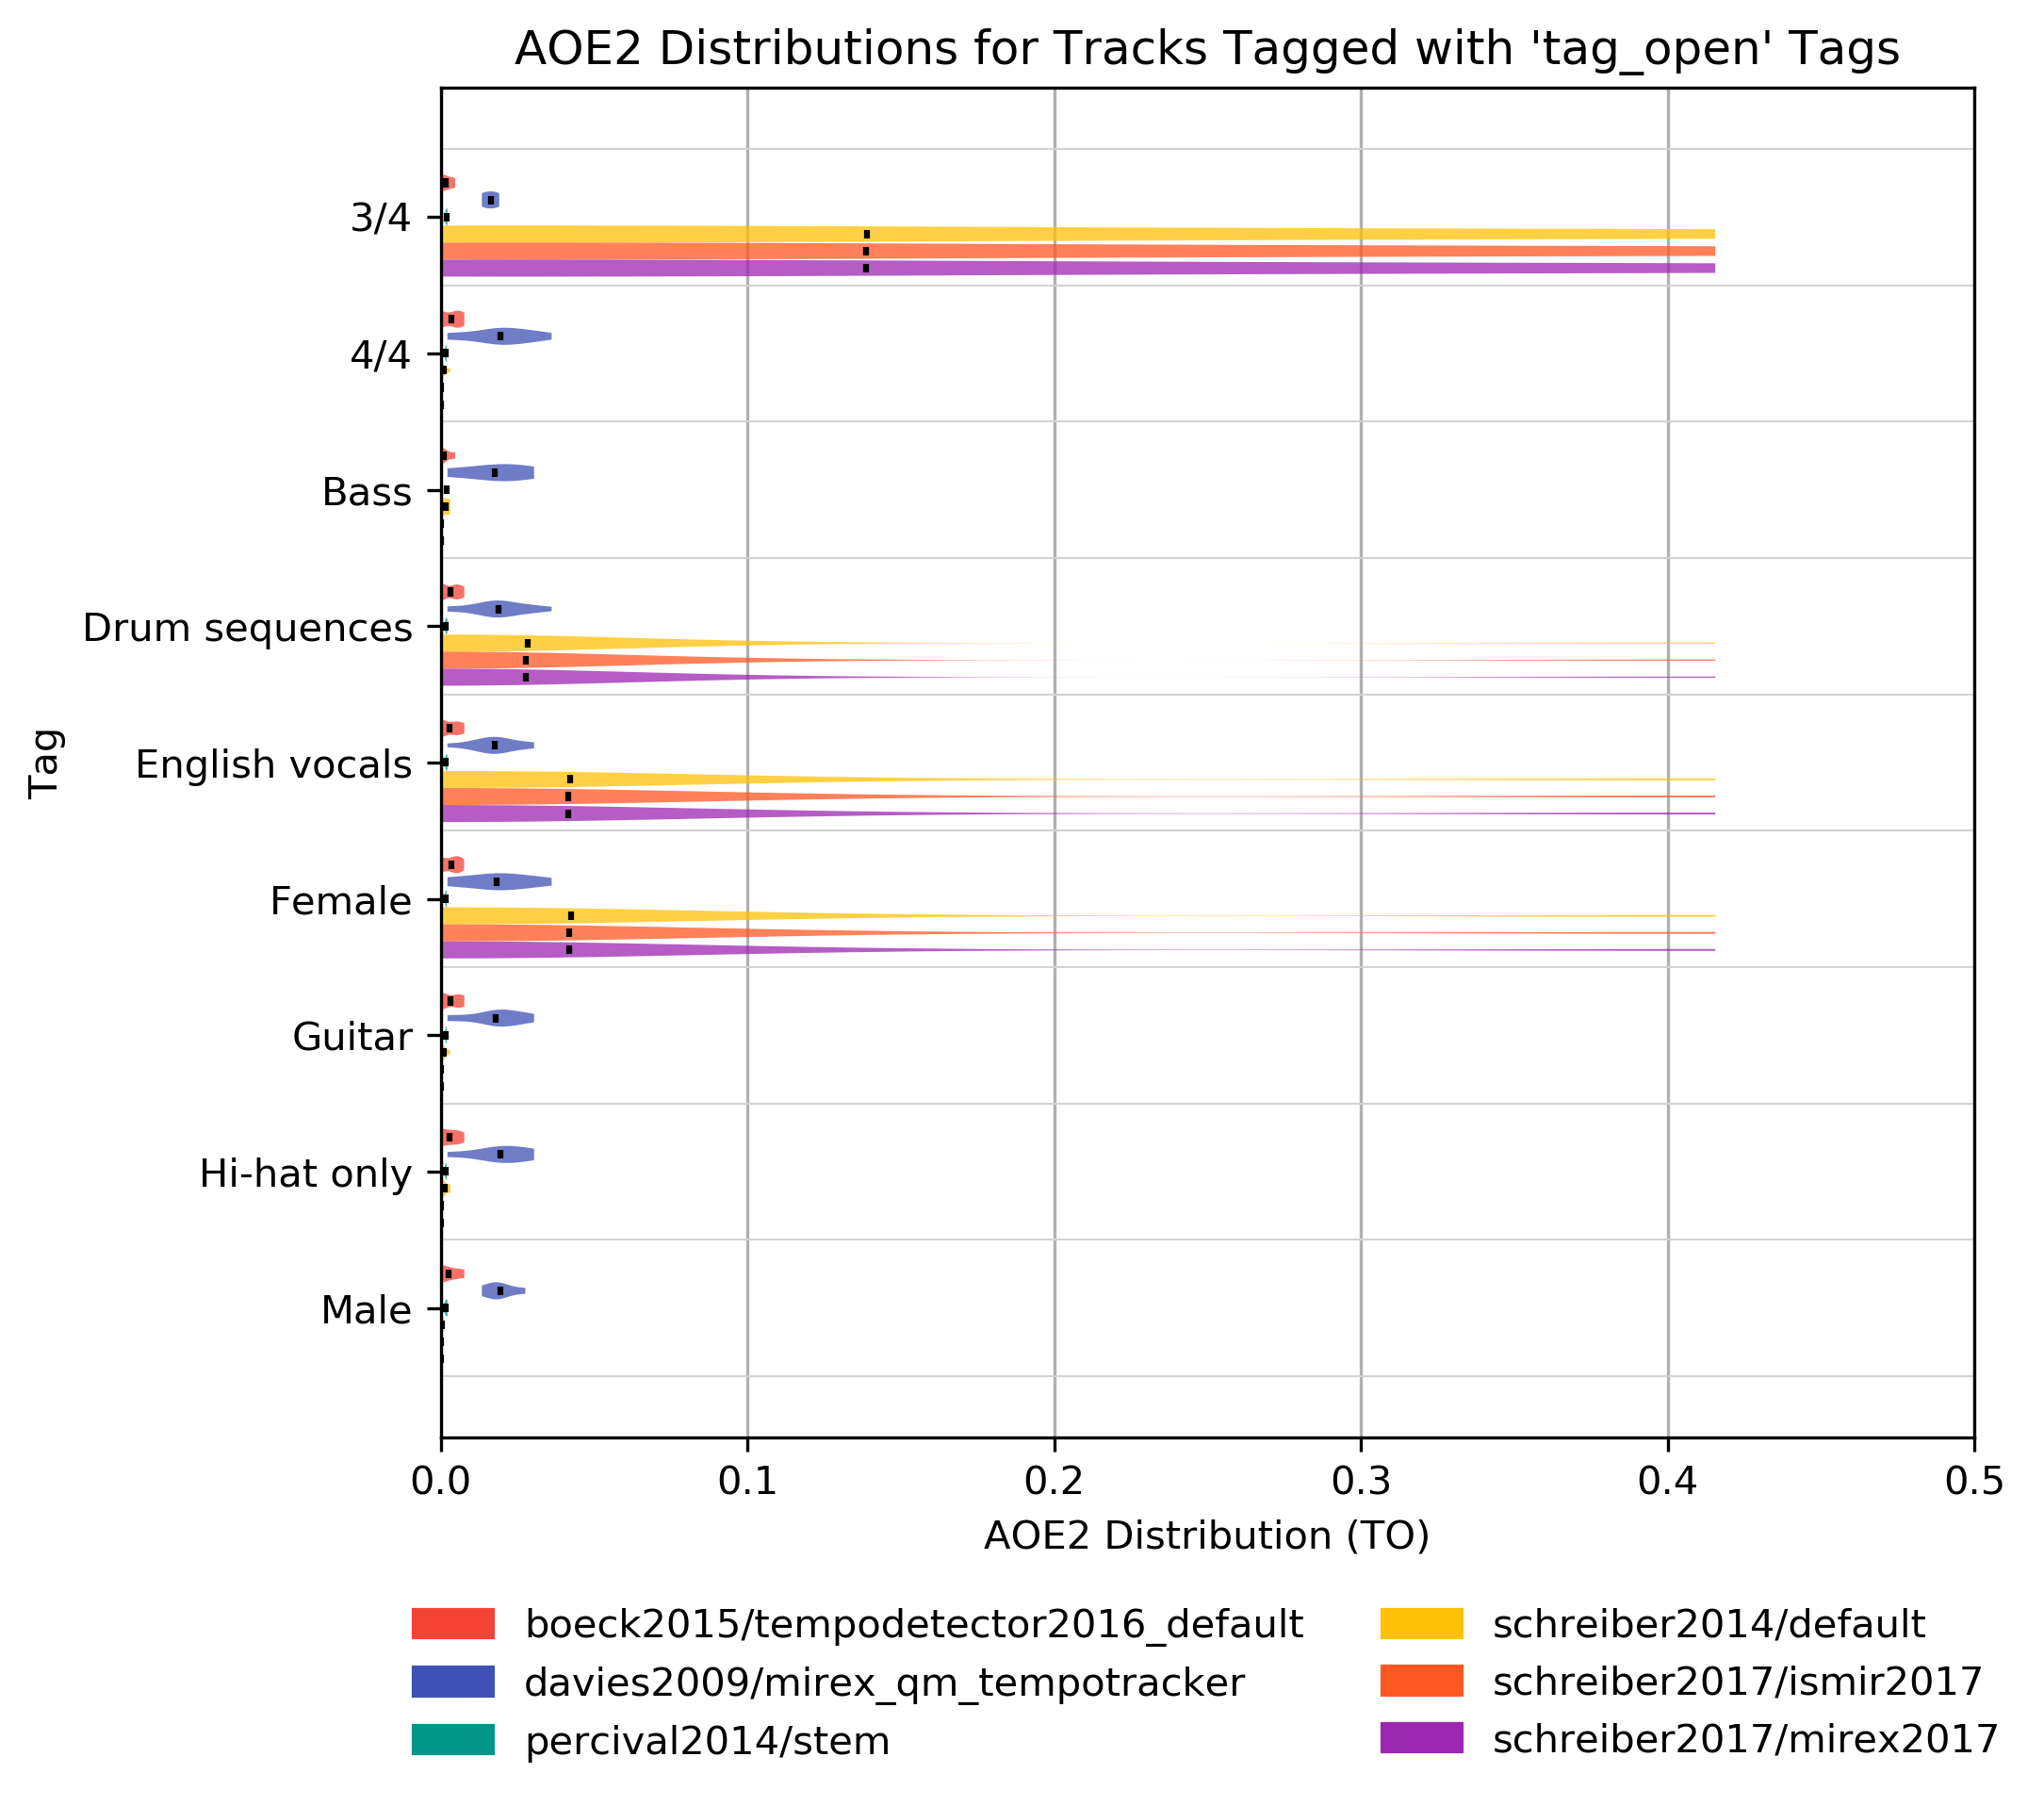 AOE2 Distributions for Tracks Tagged with 'tag_open' Tags
Tag
3/4
4/4
Bass
Drum sequences
English vocals
Female
Guitar
Hi-hat only
Male
0.0 0.1 0.2 0.3 0.4 0.5
AOE2 Distribution (TO)
boeck2015/tempodetector2016_default
davies2009/mirex_qm_tempotracker
percival2014/stem
schreiber2014/default
schreiber2017/ismir2017
schreiber2017/mirex2017